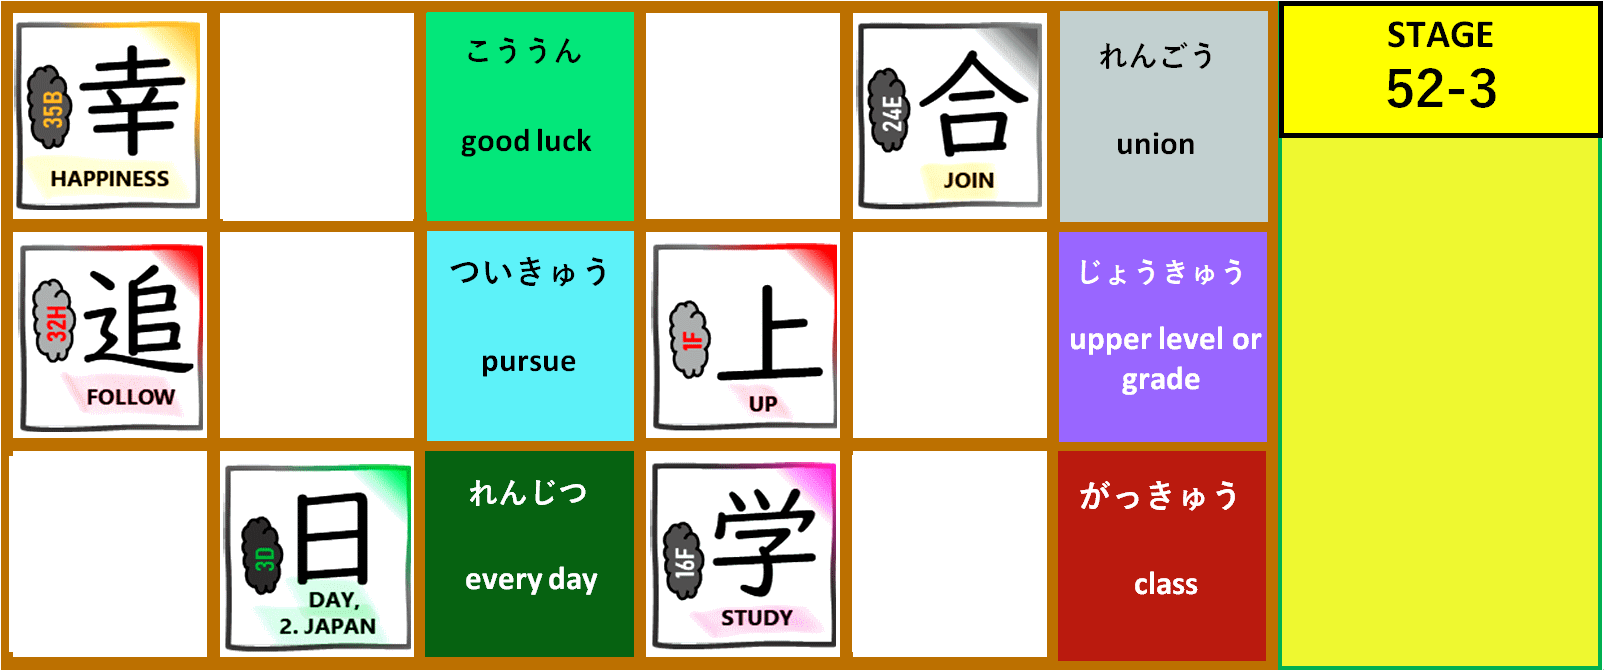 35B
幸
HAPPINESS
こううん
good luck
24E
合
JOIN
れんごう
union
STAGE
52-3
32H
追
FOLLOW
ついきゅう
pursue
1F
上
UP
じょうきゅう
upper level or
grade
3D
日
DAY,
2. JAPAN
れんじつ
every day
16F
学
STUDY
がっきゅう
class